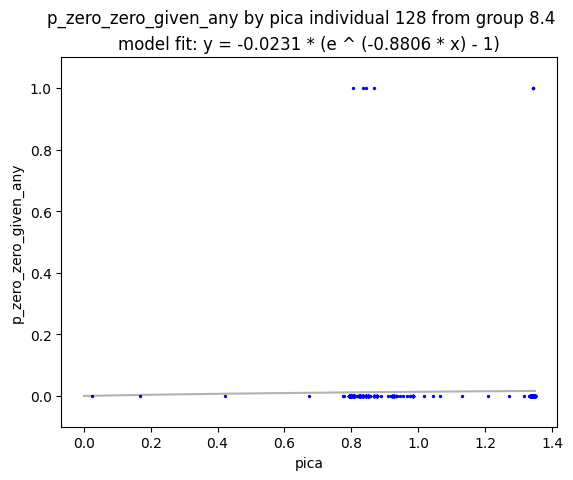 p_zero_zero_given_any by pica individual 128 from group 8.4
model fit: y = -0.0231 * (e ^ (-0.8806 * x) - 1)
1.0
0.8
0.6
0.4
0.2
0.0
p_zero_zero_given_any
0.0 0.2 0.4 0.6 0.8 1.0 1.2 1.4
pica